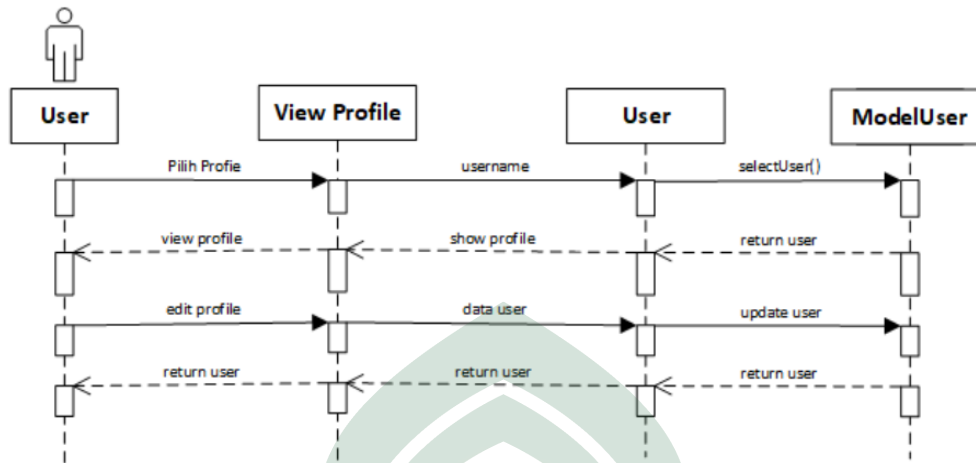 User
View Profile
User
ModelUser
Pilih Profie
username
selectUser()
view profile
show profile
return user
edit profile
data user
update user
return user
return user
return user